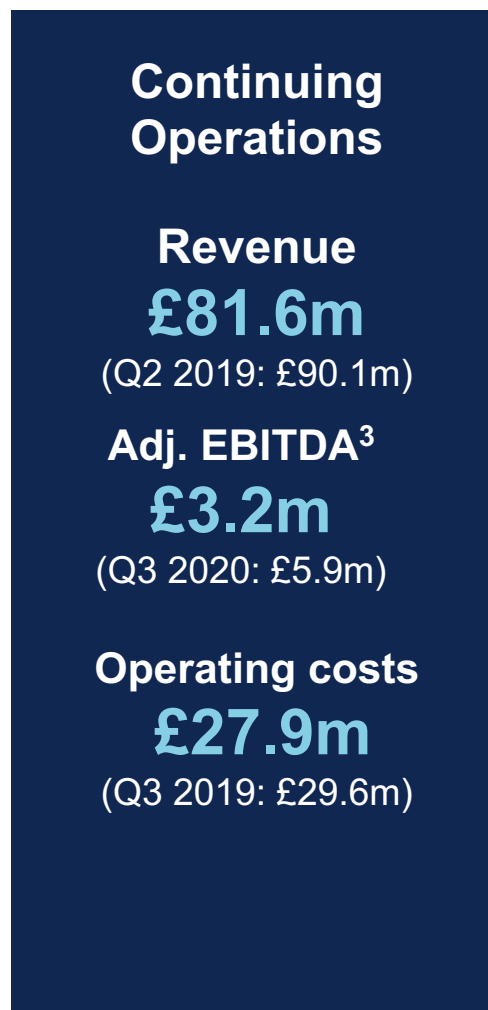 Continuing
Operations
Revenue
£81.6m
(Q2 2019: £90.1m)
Adj. EBITDA³
£3.2m
(Q3 2020: £5.9m)
Operating costs
£27.9m
(Q3 2019: £29.6m)